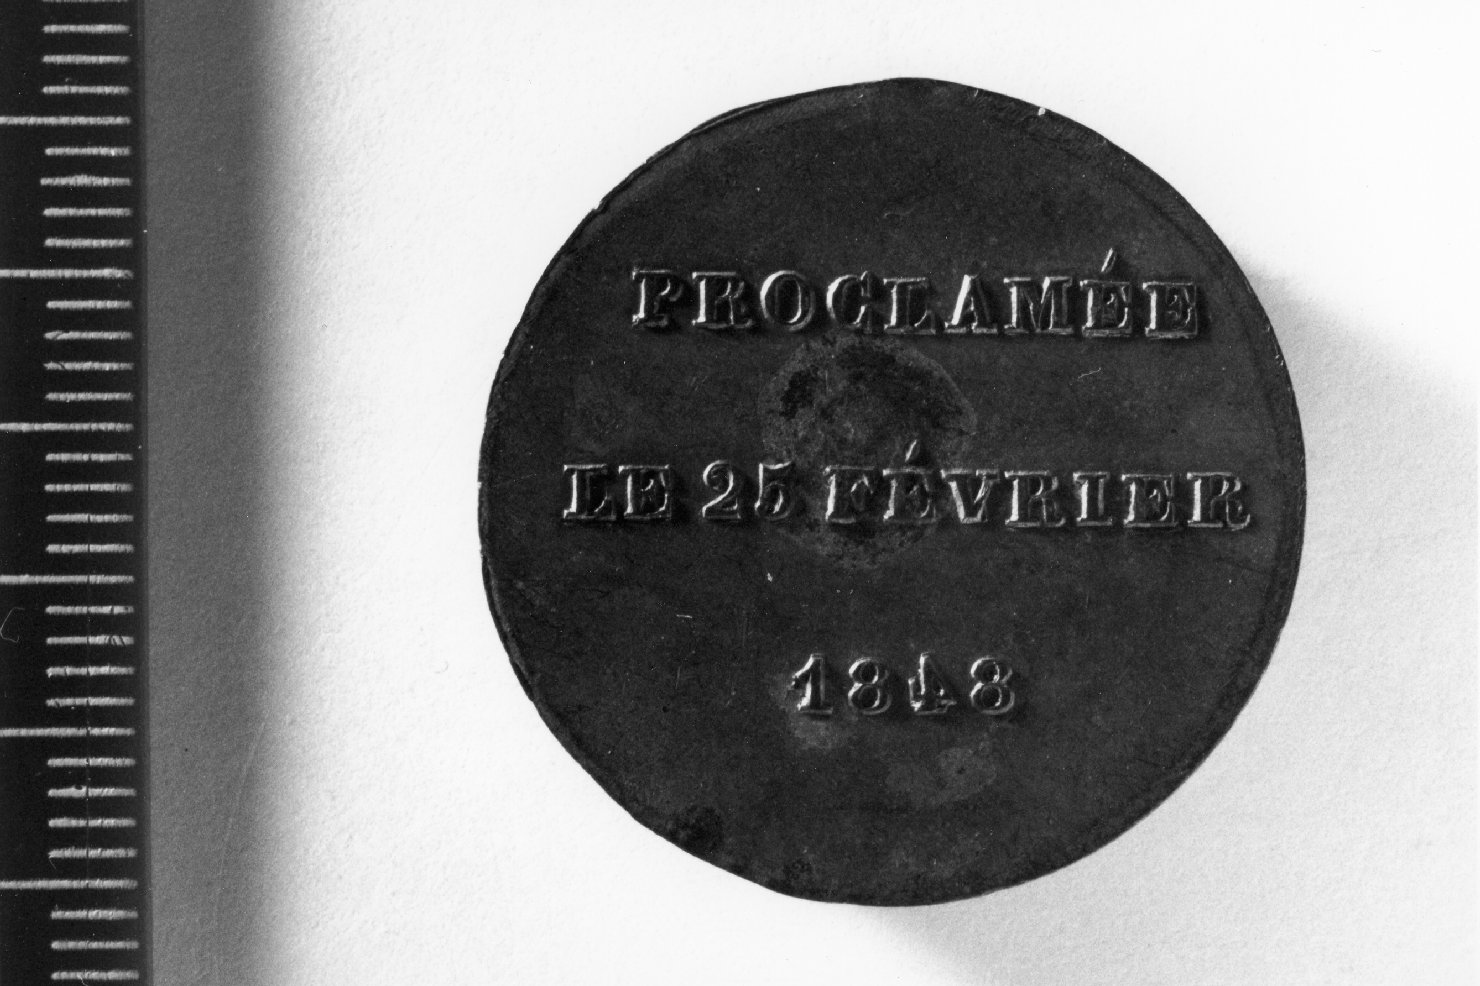 PROCLAMÉE
LE 25 FÉVRIER
1848